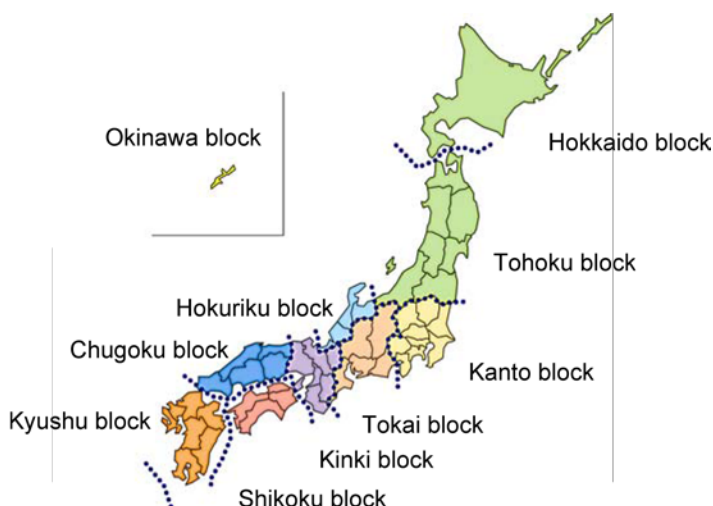 Okinawa block
Hokkaido block
Tohoku block
Hokuriku block
Chugoku block
Kanto block
Kyushu block
Tokai block
Kinki block
Shikoku block